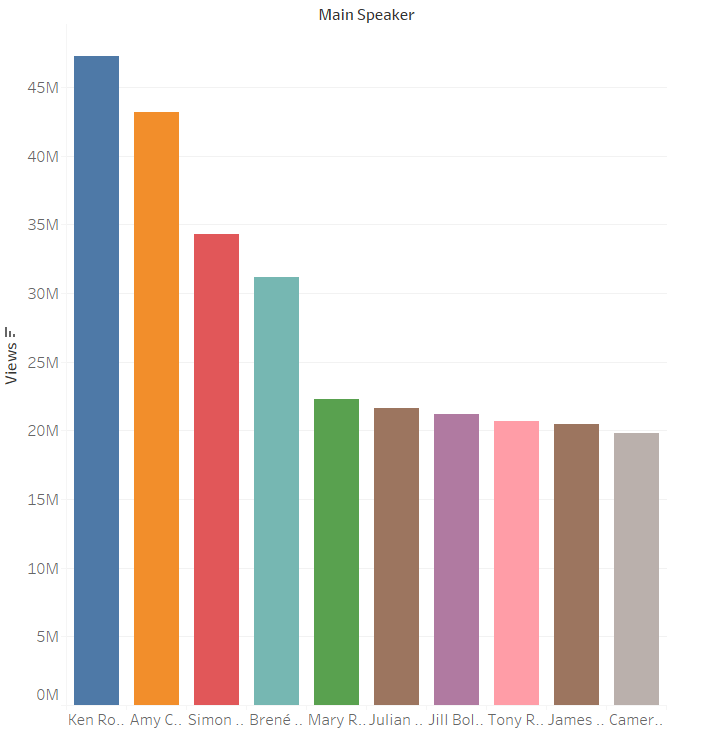 Main Speaker
45M
40M
35M
30M
25M
20M
15M
10M
5M
0M
Views
Ken Ro.. Amy C.. Simon .. Brené .. Mary R.. Julian .. Jill Bol.. Tony R.. James .. Camer..